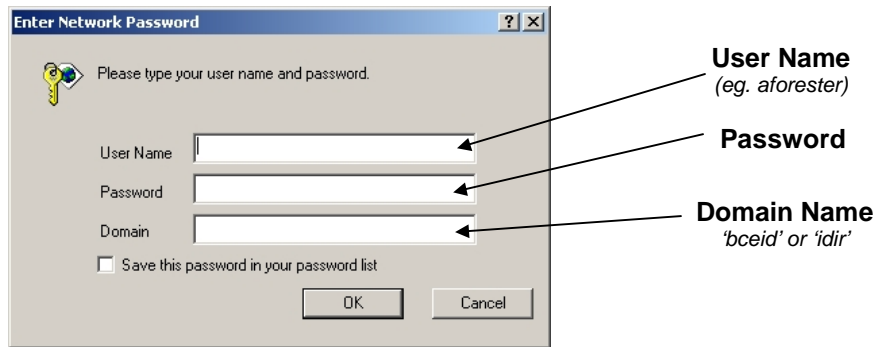 Enter Network Password
Please type your user name and password.
User Name
Password
Domain
Save this password in your password list
OK Cancel
User Name
(eg. aforester)
Password
Domain Name
‘bceid’ or ‘idir’